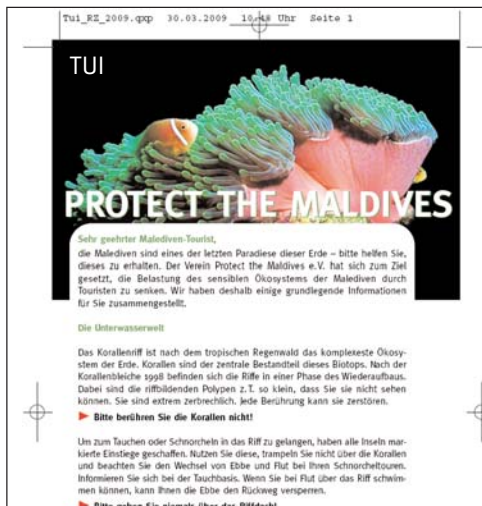 Tui_RZ_2009.qxp 30.03.2009 10:48 Uhr Seite 1
TUI
PROTECT THE MALDIVES
Sehr geehrter Malediven-Tourist,
die Malediven sind eines der letzten Paradiese dieser Erde – bitte helfen Sie,
dieses zu erhalten. Der Verein Protect the Maldives e.V. hat sich zum Ziel
gesetzt, die Belastung des sensiblen Ökosystems der Malediven durch
Touristen zu senken. Wir haben deshalb einige grundlegende Informationen
für Sie zusammengestellt.
Die Unterwasserwelt
Das Korallenriff ist nach dem tropischen Regenwald das komplexeste Ökosy-
stem der Erde. Korallen sind der zentrale Bestandteil dieses Biotops. Nach der
Korallenbleiche 1998 befinden sich die Riffe in einer Phase des Wiederaufbaus.
Dabei sind die riffbildenden Polypen z.T. so klein, dass Sie sie nicht sehen
können. Sie sind extrem zerbrechlich. Jede Berührung kann sie zerstören.
Bitte berühren Sie die Korallen nicht!
Um zum Tauchen oder Schnorcheln in das Riff zu gelangen, haben alle Inseln mar-
kierte Einstiege geschaffen. Nutzen Sie diese, trampeln Sie nicht über die Korallen
und beachten Sie den Wechsel von Ebbe und Flut bei Ihren Schnorcheltouren.
Informieren Sie sich bei der Tauchbasis. Wenn Sie bei Flut über das Riff schwim-
men können, kann Ihnen die Ebbe den Rückweg versperren.
Bitte gehen Sie niemals über das Riffdach!